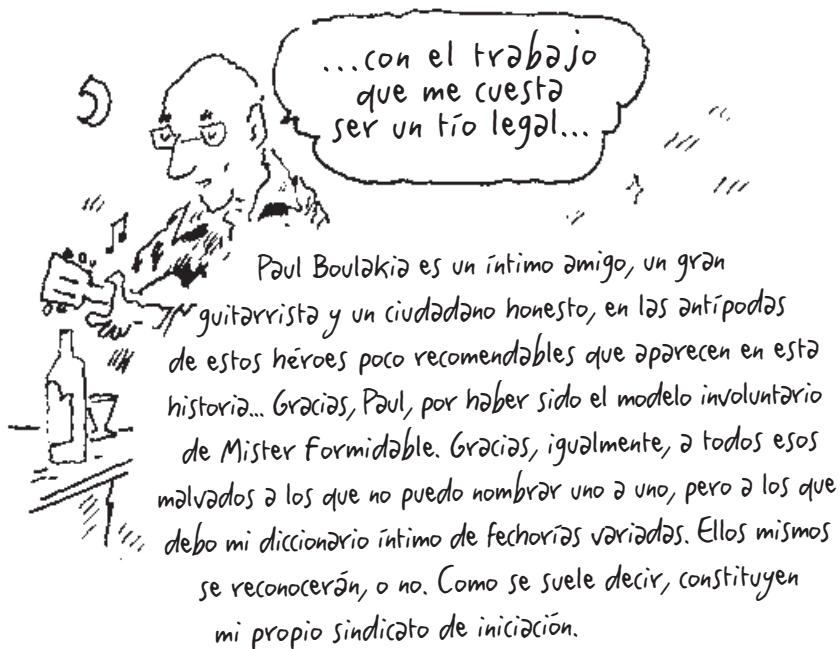 ...con el trabajo
que me cuesta
ser un tío legal...
Paul Boulakia es un íntimo amigo, un gran
guitarrista y un ciudadano honesto, en las antípodas
de estos héroes poco recomendables que aparecen en esta
historia... Gracias, Paul, por haber sido el modelo involuntario
de Mister Formidable. Gracias, igualmente, a todos esos
malvados a los que no puedo nombrar uno a uno, pero a los que
debo mi diccionario íntimo de fechorías variadas. Ellos mismos
se reconocerán, o no. Como se suele decir, constituyen
mi propio sindicato de iniciación.